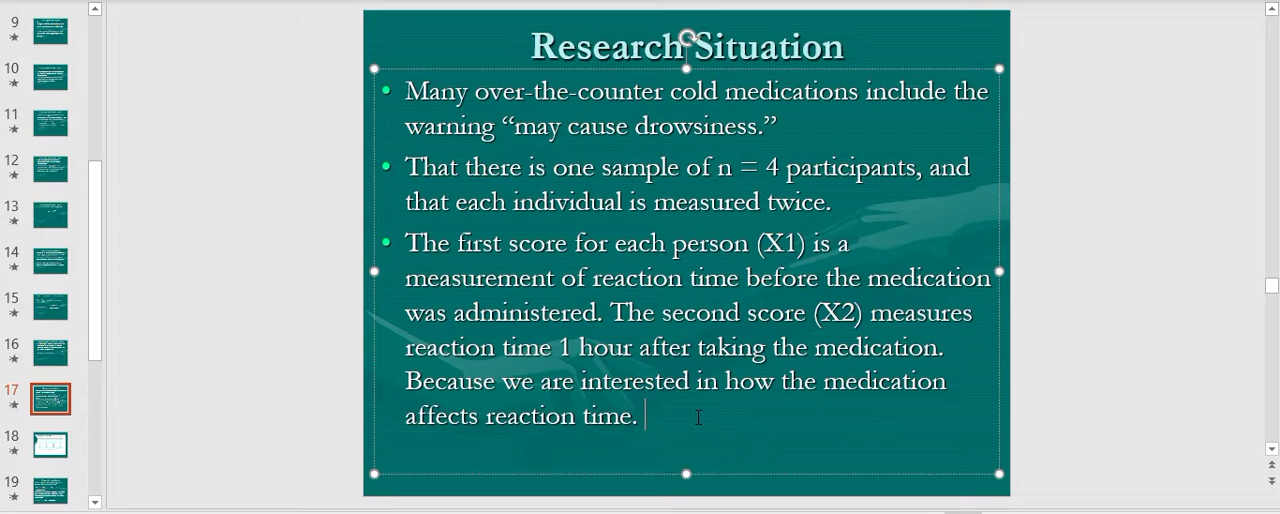 Research Situation
Many over-the-counter cold medications include the
warning “may cause drowsiness.”
That there is one sample of n = 4 participants, and
that each individual is measured twice.
The first score for each person (X1) is a
measurement of reaction time before the medication
was administered. The second score (X2) measures
reaction time 1 hour after taking the medication.
Because we are interested in how the medication
affects reaction time.
9
10
11
12
13
14
15
16
17
18
19